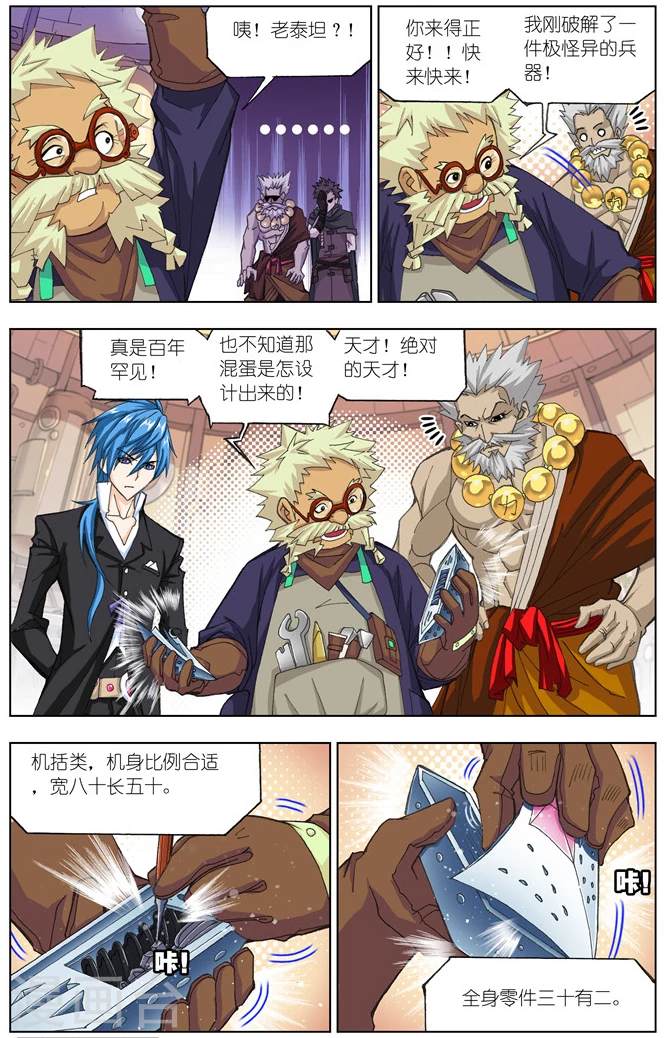 咦！老泰坦？！
……
你来得正
好！！快
来快来！
我刚破解了一
件极怪异的兵
器！
真是百年
罕见！
也不知道那
混蛋是怎设
计出来的！
天才！绝对
的天才！
机括类，机身比例合适
，宽八十长五十。
咔！
咔！
全身零件三十有二。
漫画台